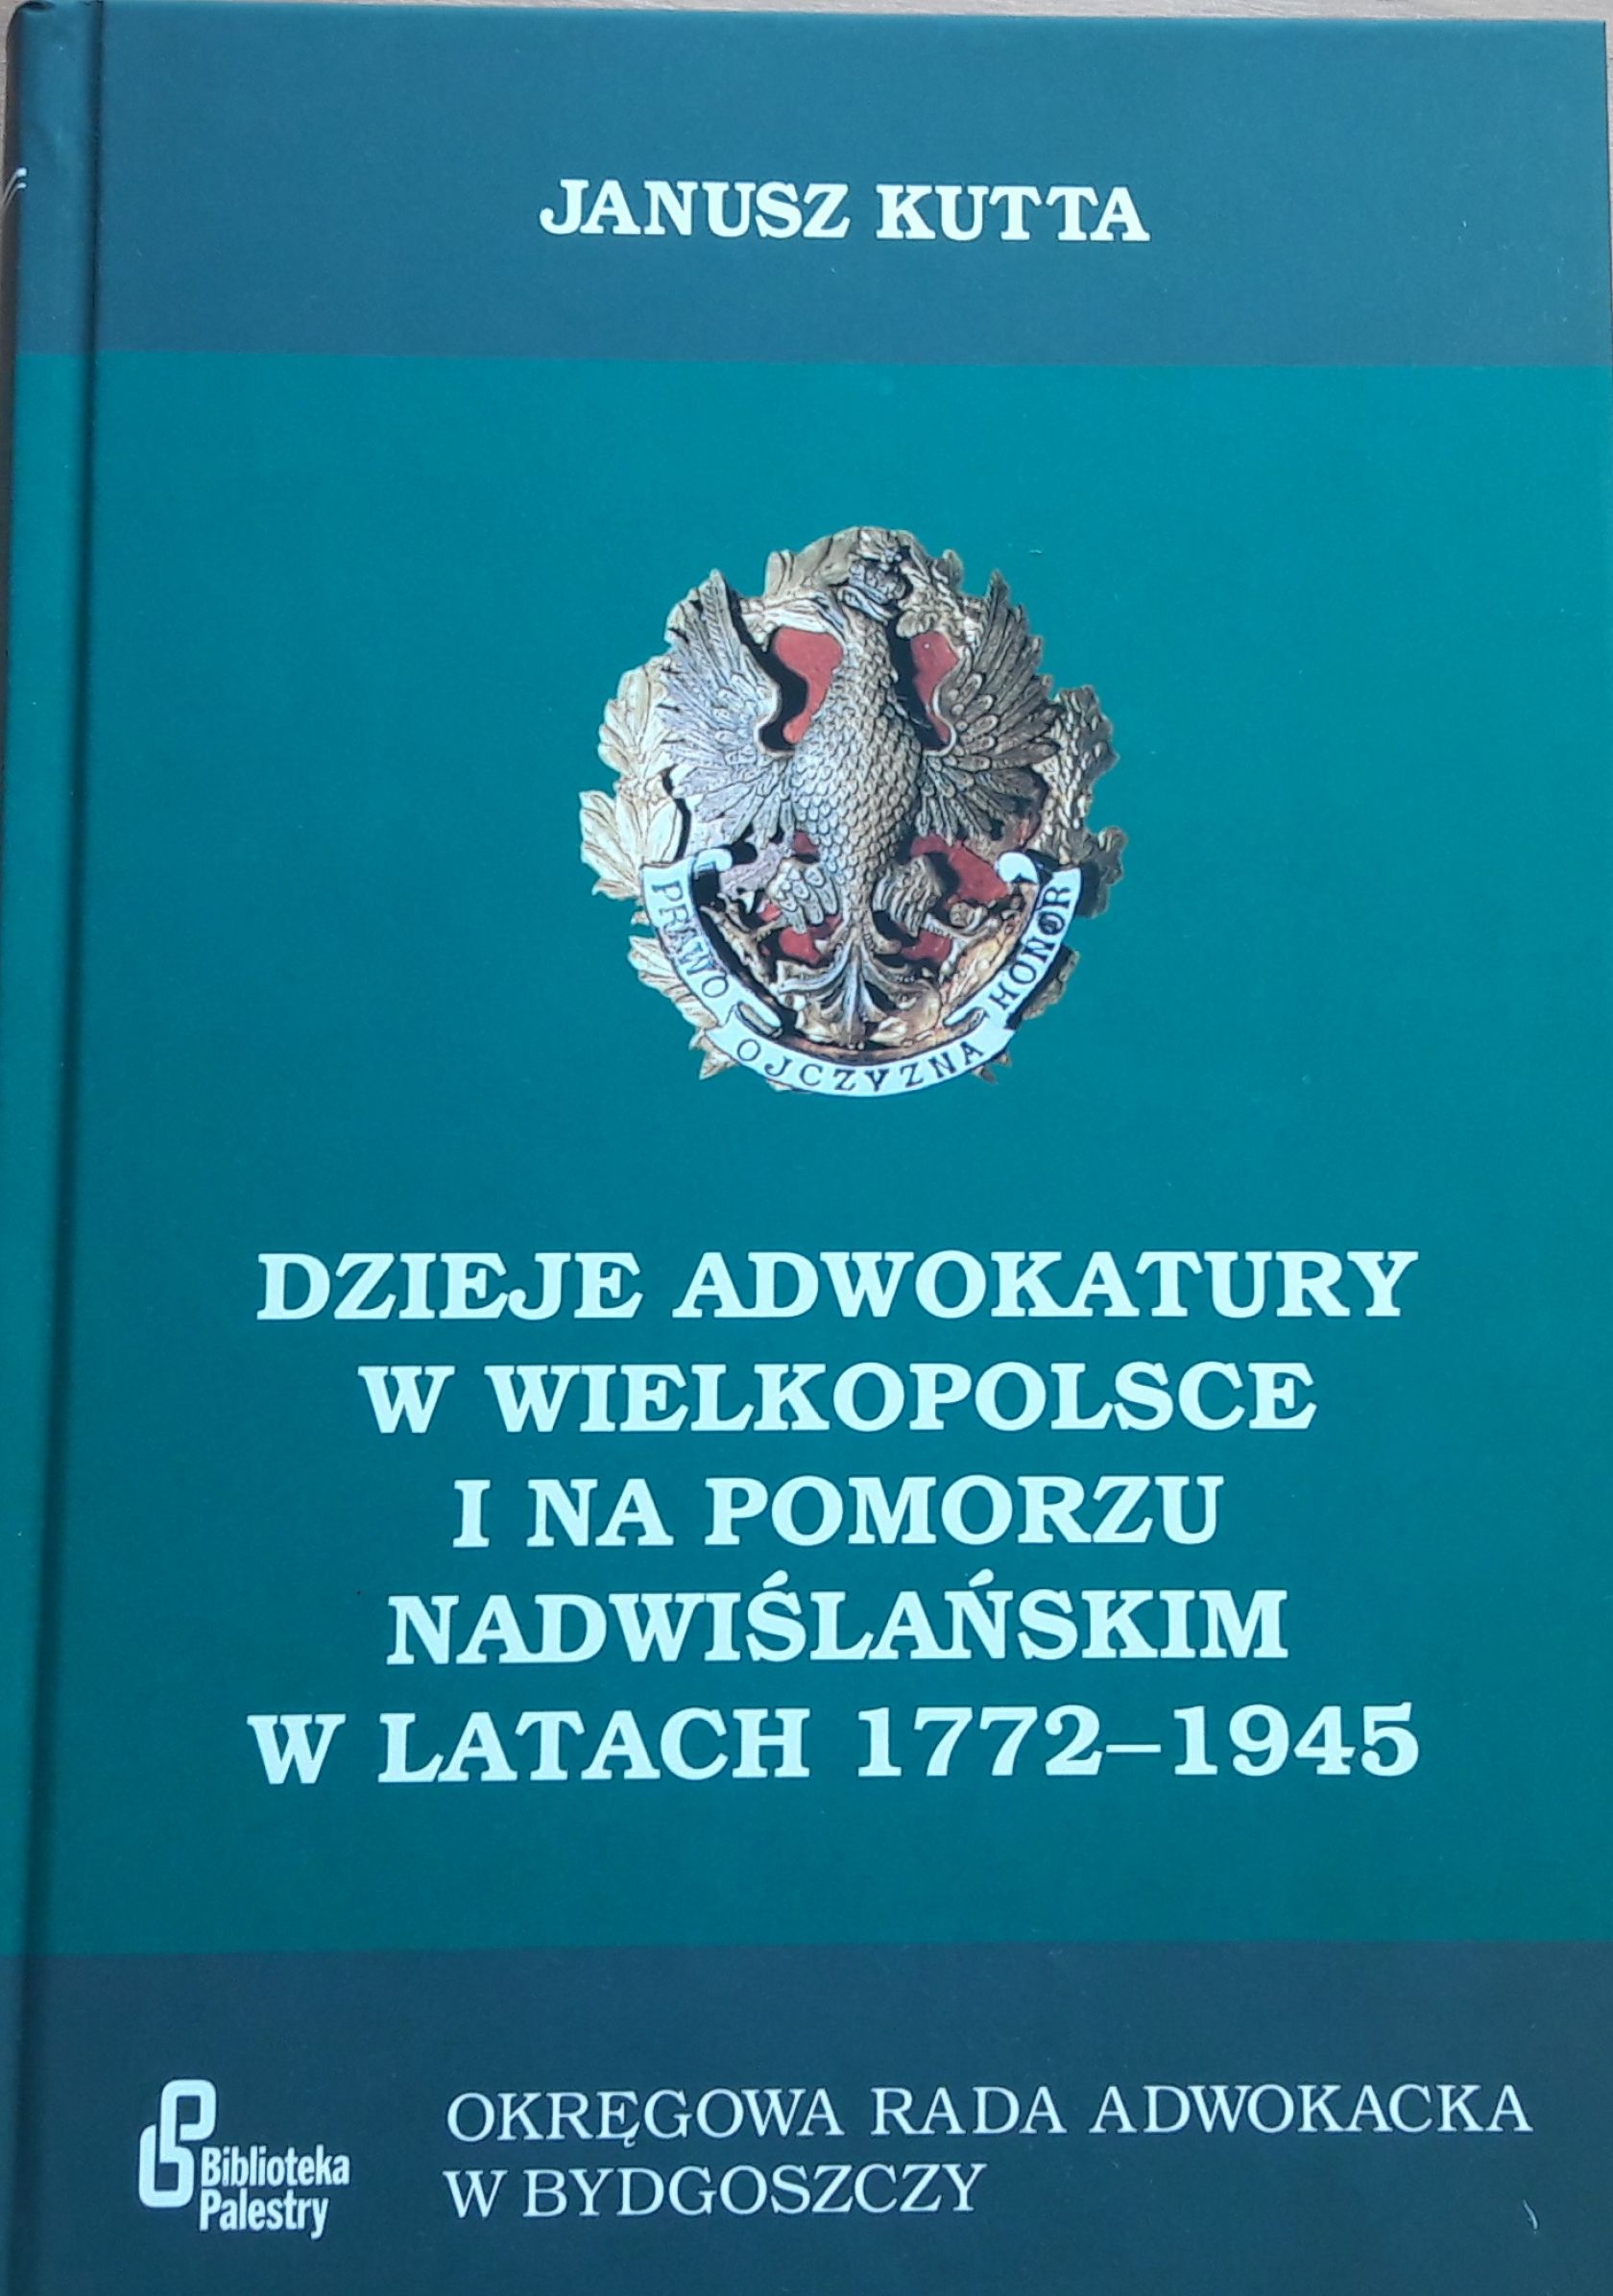 JANUSZ KUTTA
PRAWO OJCZYZNA HONOR
DZIEJE ADWOKATURY
W WIELKOPOLSCE
I NA POMORZU
NADWIŚLAŃSKIM
W LATACH 1772–1945
Biblioteka
Palestry
OKRĘGOWA RADA ADWOKACKA
W BYDGOSZCZY